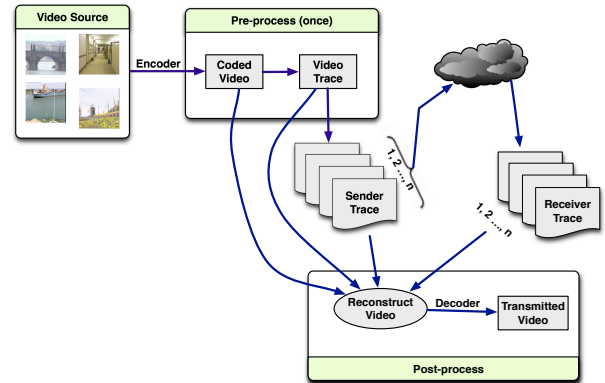 Video Source
Pre-process (once)
Encoder
Coded
Video
Video
Trace
1, 2 ..., n
Sender
Trace
1, 2 ..., n
Receiver
Trace
Reconstruct
Video
Decoder
Transmitted
Video
Post-process